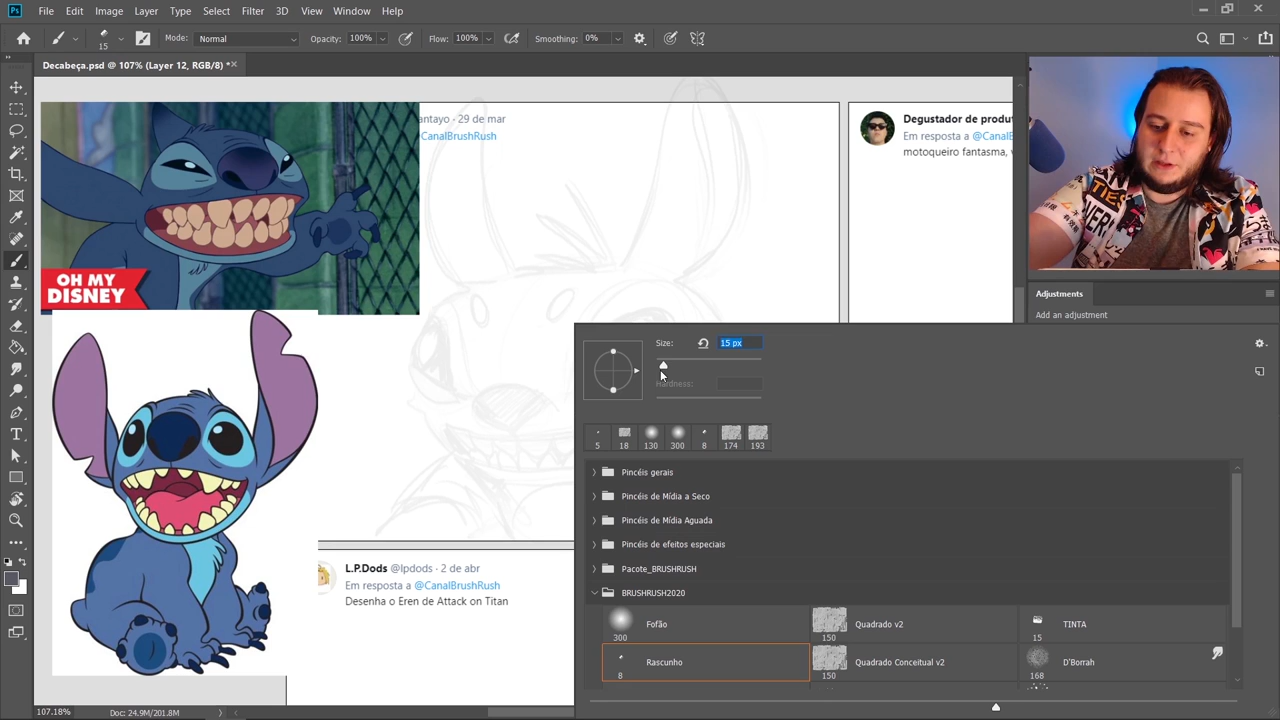 Ps File Edit Image Layer Type Select Filter 3D View Window Help
15 Mode: Normal Opacity: 100% Flow: 100% Smoothing: 0%
Decabeça.psd @ 107% (Layer 12, RGB/8) *
antayo · 29 de mar
CanalBrushRush
Degustador de produt
Em resposta a @CanalB
motoqueiro fantasma, v
OH MY
DISNEY
Adjustments
Add an adjustment
Size: 15 px
Hardness:
5 18 130 300 8 174 193
Pincéis gerais
Pincéis de Mídia a Seco
Pincéis de Mídia Aguada
Pincéis de efeitos especiais
Pacote_BRUSHRUSH
BRUSHRUSH2020
Fofão Quadrado v2 TINTA
300 150 15
Rascunho Quadrado Conceitual v2 D'Borrah
8 150 168
L.P.Dods @lpdods · 2 de abr
Em resposta a @CanalBrushRush
Desenha o Eren de Attack on Titan
107.18% Doc: 24.9M/201.8M